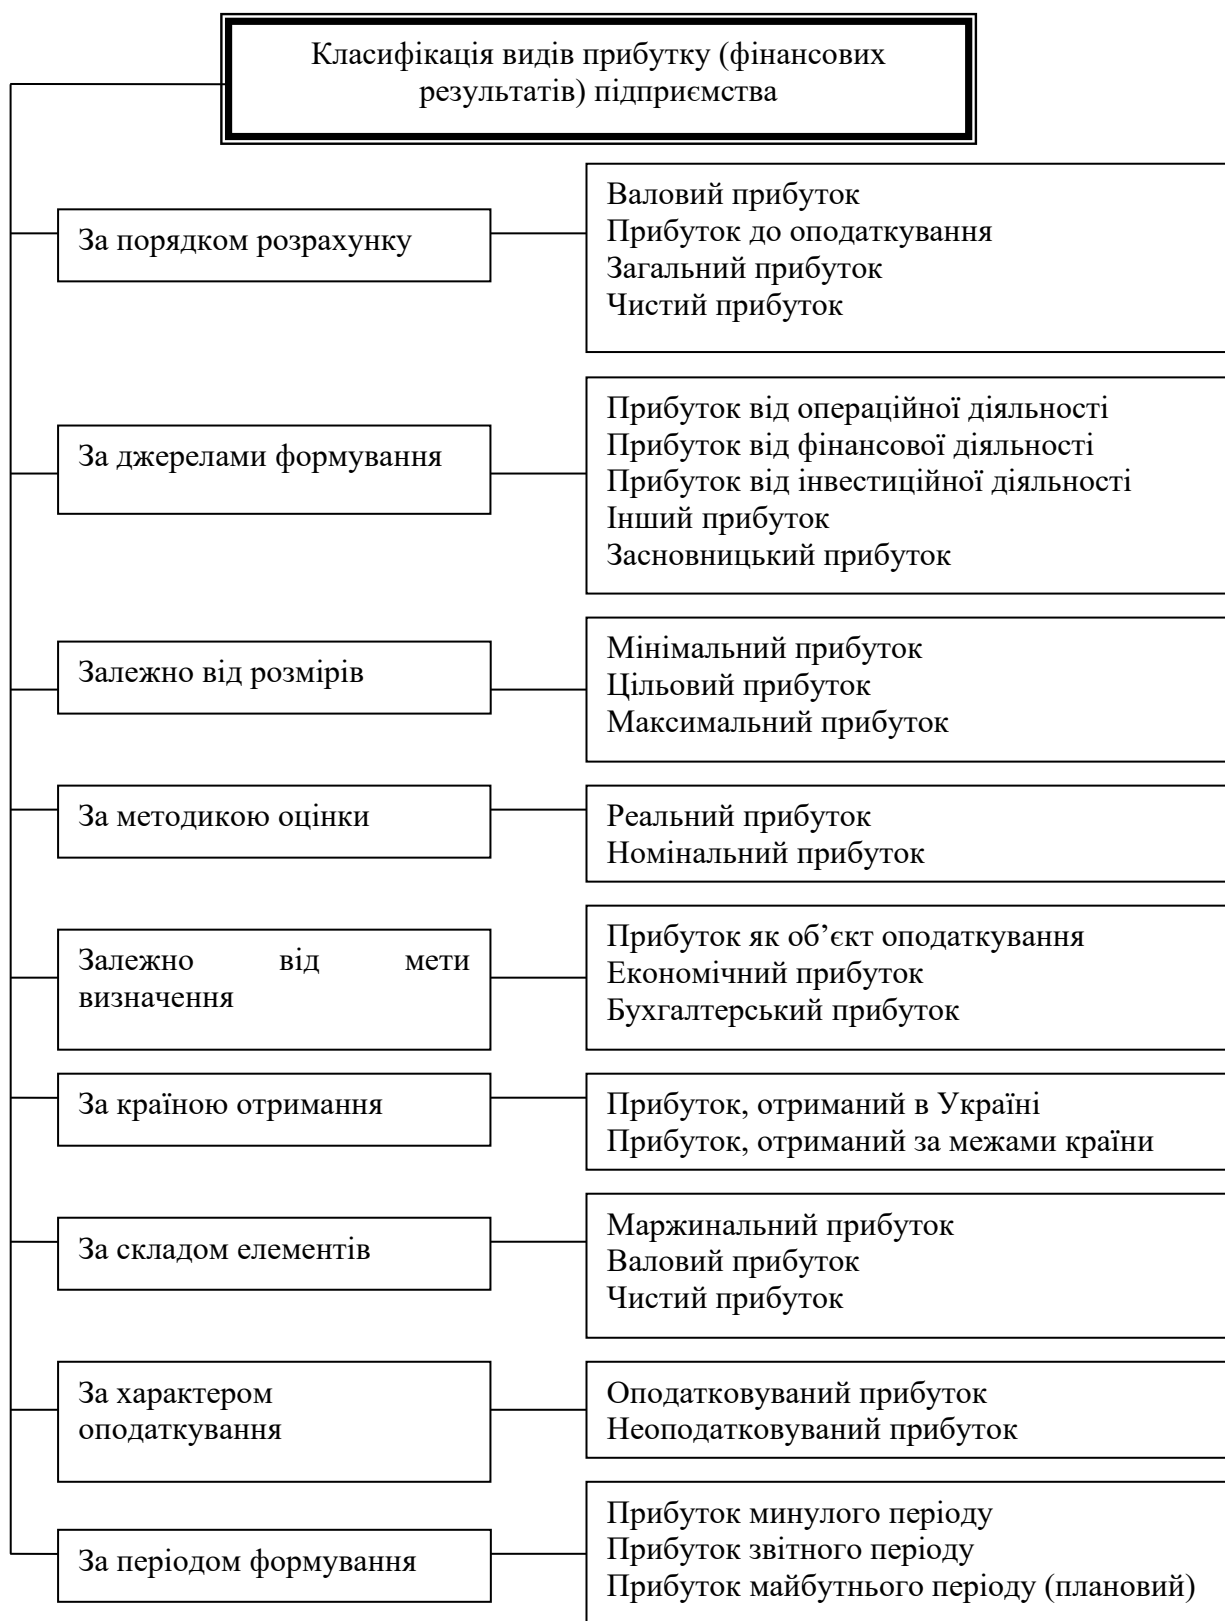 Класифікація видів прибутку (фінансових
результатів) підприємства
За порядком розрахунку
Валовий прибуток
Прибуток до оподаткування
Загальний прибуток
Чистий прибуток
За джерелами формування
Прибуток від операційної діяльності
Прибуток від фінансової діяльності
Прибуток від інвестиційної діяльності
Інший прибуток
Засновницький прибуток
Залежно від розмірів
Мінімальний прибуток
Цільовий прибуток
Максимальний прибуток
За методикою оцінки
Реальний прибуток
Номінальний прибуток
Залежно від мети
визначення
Прибуток як об’єкт оподаткування
Економічний прибуток
Бухгалтерський прибуток
За країною отримання
Прибуток, отриманий в Україні
Прибуток, отриманий за межами країни
За складом елементів
Маржинальний прибуток
Валовий прибуток
Чистий прибуток
За характером
оподаткування
Оподатковуваний прибуток
Неоподатковуваний прибуток
За періодом формування
Прибуток минулого періоду
Прибуток звітного періоду
Прибуток майбутнього періоду (плановий)